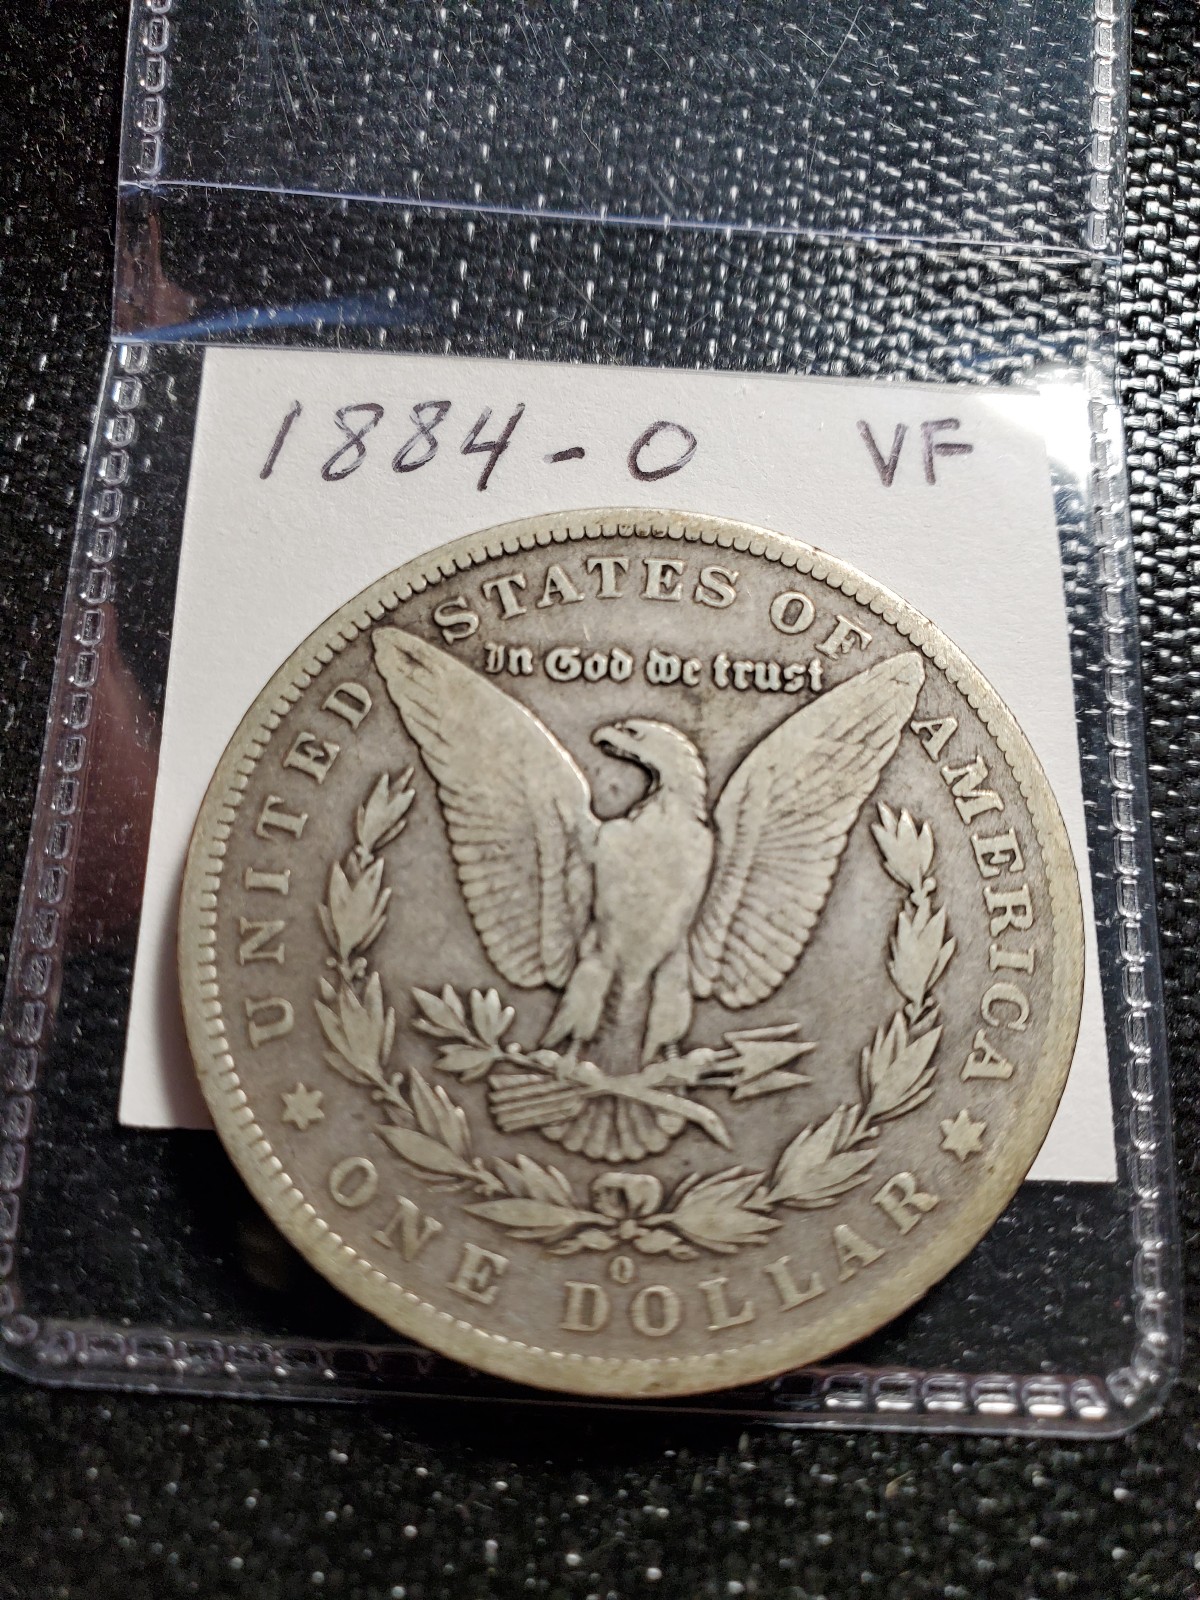 1884-O VF
UNITED STATES OF AMERICA
In God we trust
O
ONE DOLLAR